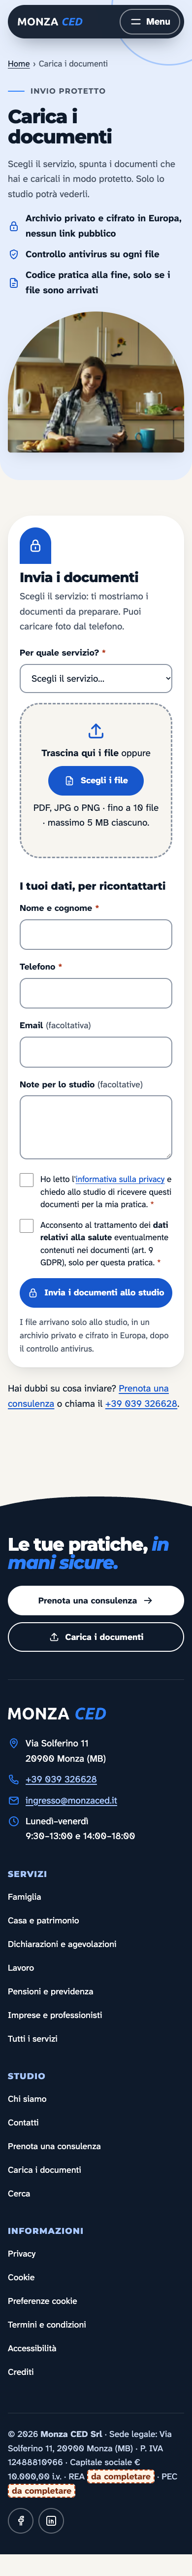 MONZA CED
Menu
Home › Carica i documenti
INVIO PROTETTO
Carica i
documenti
Scegli il servizio, spunta i documenti che
hai e caricali in modo protetto. Solo lo
studio potrà vederli.
Archivio privato e cifrato in Europa,
nessun link pubblico
Controllo antivirus su ogni file
Codice pratica alla fine, solo se i
file sono arrivati
Invia i documenti
Scegli il servizio: ti mostriamo i
documenti da preparare. Puoi
caricare foto dal telefono.
Per quale servizio? *
Scegli il servizio...
Trascina qui i file oppure
Scegli i file
PDF, JPG o PNG · fino a 10 file
· massimo 5 MB ciascuno.
I tuoi dati, per ricontattarti
Nome e cognome *
Telefono *
Email (facoltativa)
Note per lo studio (facoltative)
Ho letto l'informativa sulla privacy e
chiedo allo studio di ricevere questi
documenti per la mia pratica. *
Acconsento al trattamento dei dati
relativi alla salute eventualmente
contenuti nei documenti (art. 9
GDPR), solo per questa pratica. *
Invia i documenti allo studio
I file arrivano solo allo studio, in un
archivio privato e cifrato in Europa, dopo
il controllo antivirus.
Hai dubbi su cosa inviare? Prenota una
consulenza o chiama il +39 039 326628.
Le tue pratiche, in
mani sicure.
Prenota una consulenza
Carica i documenti
MONZA CED
Via Solferino 11
20900 Monza (MB)
+39 039 326628
ingresso@monzaced.it
Lunedì–venerdì
9:30–13:00 e 14:00–18:00
SERVIZI
Famiglia
Casa e patrimonio
Dichiarazioni e agevolazioni
Lavoro
Pensioni e previdenza
Imprese e professionisti
Tutti i servizi
STUDIO
Chi siamo
Contatti
Prenota una consulenza
Carica i documenti
Cerca
INFORMAZIONI
Privacy
Cookie
Preferenze cookie
Termini e condizioni
Accessibilità
Crediti
© 2026 Monza CED Srl · Sede legale: Via
Solferino 11, 20900 Monza (MB) · P. IVA
12488810966 · Capitale sociale €
10.000,00 i.v. · REA da completare · PEC
da completare